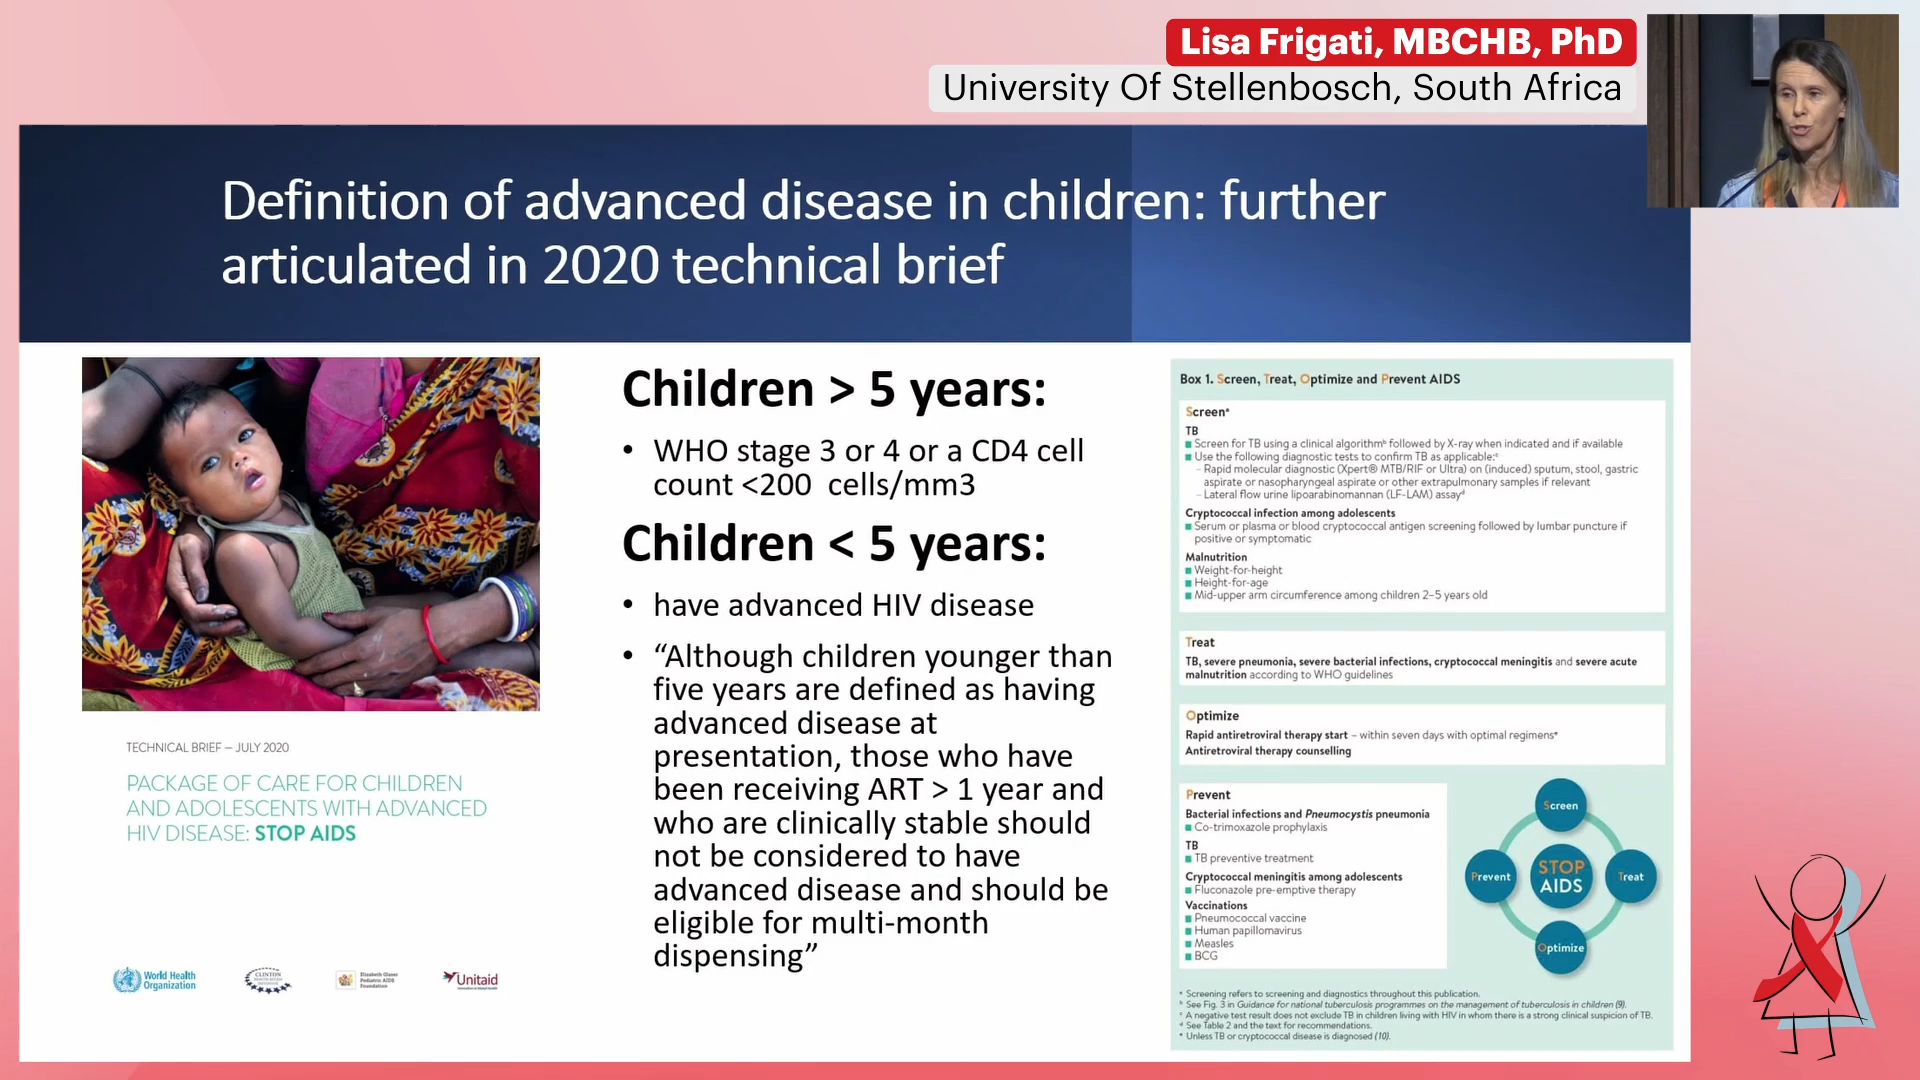 Lisa Frigati, MBCHB, PhD
University Of Stellenbosch, South Africa
Definition of advanced disease in children: further
articulated in 2020 technical brief
TECHNICAL BRIEF – JULY 2020
PACKAGE OF CARE FOR CHILDREN
AND ADOLESCENTS WITH ADVANCED
HIV DISEASE: STOP AIDS
World Health
Organization
CLINTON
Elizabeth Glaser
Pediatric AIDS
Foundation
Unitaid
Children > 5 years:
• WHO stage 3 or 4 or a CD4 cell
count <200  cells/mm3
Children < 5 years:
• have advanced HIV disease
• “Although children younger than
five years are defined as having
advanced disease at
presentation, those who have
been receiving ART > 1 year and
who are clinically stable should
not be considered to have
advanced disease and should be
eligible for multi-month
dispensing”
Box 1. Screen, Treat, Optimize and Prevent AIDS
Screenᵃ
TB
■ Screen for TB using a clinical algorithmᵇ followed by X-ray when indicated and if available
■ Use the following diagnostic tests to confirm TB as applicable:ᶜ
– Rapid molecular diagnostic (Xpert® MTB/RIF or Ultra) on (induced) sputum, stool, gastric
aspirate or nasopharyngeal aspirate or other extrapulmonary samples if relevant
– Lateral flow urine lipoarabinomannan (LF-LAM) assayᵈ
Cryptococcal infection among adolescents
■ Serum or plasma or blood cryptococcal antigen screening followed by lumbar puncture if
positive or symptomatic
Malnutrition
■ Weight-for-height
■ Height-for-age
■ Mid-upper arm circumference among children 2–5 years old
Treat
TB, severe pneumonia, severe bacterial infections, cryptococcal meningitis and severe acute
malnutrition according to WHO guidelines
Optimize
Rapid antiretroviral therapy start – within seven days with optimal regimensᵉ
Antiretroviral therapy counselling
Prevent
Bacterial infections and Pneumocystis pneumonia
■ Co-trimoxazole prophylaxis
TB
■ TB preventive treatment
Cryptococcal meningitis among adolescents
■ Fluconazole pre-emptive therapy
Vaccinations
■ Pneumococcal vaccine
■ Human papillomavirus
■ Measles
■ BCG
Screen
Prevent
STOP
AIDS
Treat
Optimize
ᵃ Screening refers to screening and diagnostics throughout this publication.
ᵇ See Fig. 3 in Guidance for national tuberculosis programmes on the management of tuberculosis in children (9).
ᶜ A negative test result does not exclude TB in children living with HIV in whom there is a strong clinical suspicion of TB.
ᵈ See Table 2 and the text for recommendations.
ᵉ Unless TB or cryptococcal disease is diagnosed (10).